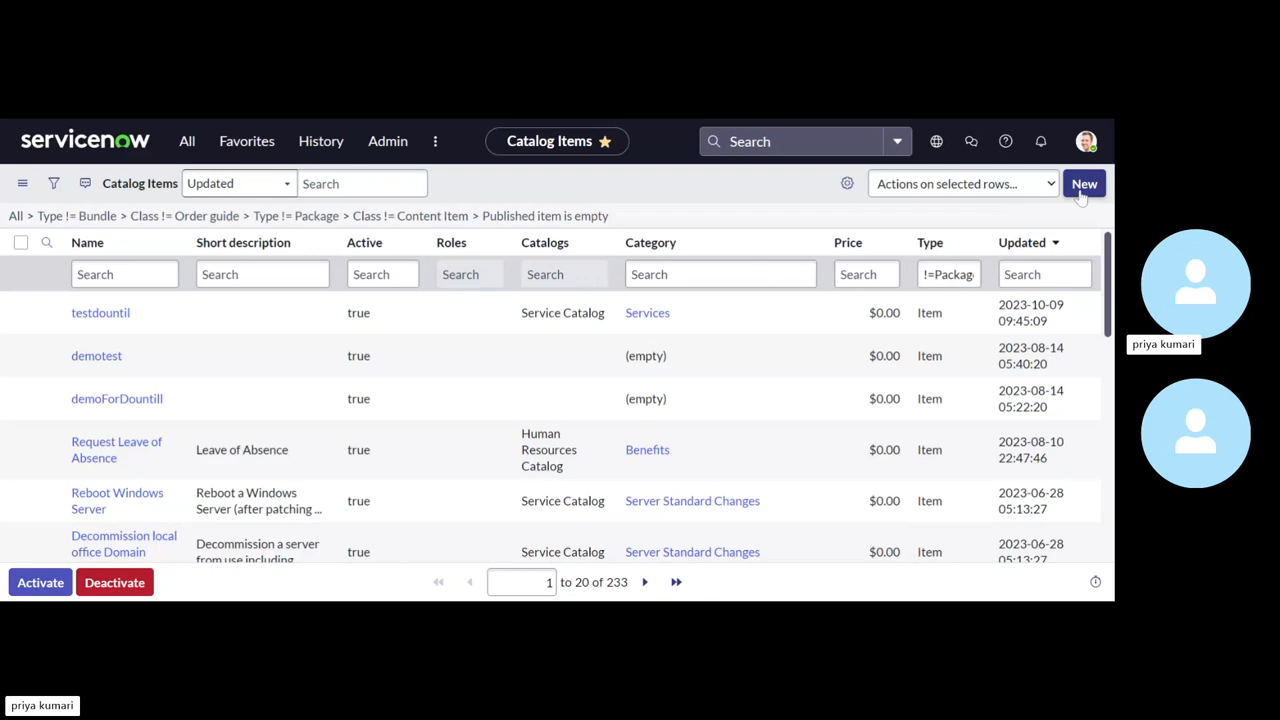 servicenow All Favorites History Admin Catalog Items Search
Catalog Items Updated Search Actions on selected rows... New
All > Type != Bundle > Class != Order guide > Type != Package > Class != Content Item > Published item is empty
Name Short description Active Roles Catalogs Category Price Type Updated
Search Search Search Search Search Search Search !=Packag Search
testdountil true Service Catalog Services $0.00 Item 2023-10-09
09:45:09
demotest true (empty) $0.00 Item 2023-08-14
05:40:20
demoForDountill true (empty) $0.00 Item 2023-08-14
05:22:20
Request Leave of
Absence Leave of Absence true Human
Resources
Catalog Benefits $0.00 Item 2023-08-10
22:47:46
Reboot Windows
Server Reboot a Windows
Server (after patching ... true Service Catalog Server Standard Changes $0.00 Item 2023-06-28
05:13:27
Decommission local
office Domain Decommission a server
from use including true Service Catalog Server Standard Changes $0.00 Item 2023-06-28
05:13:27
Activate Deactivate 1 to 20 of 233
priya kumari
priya kumari